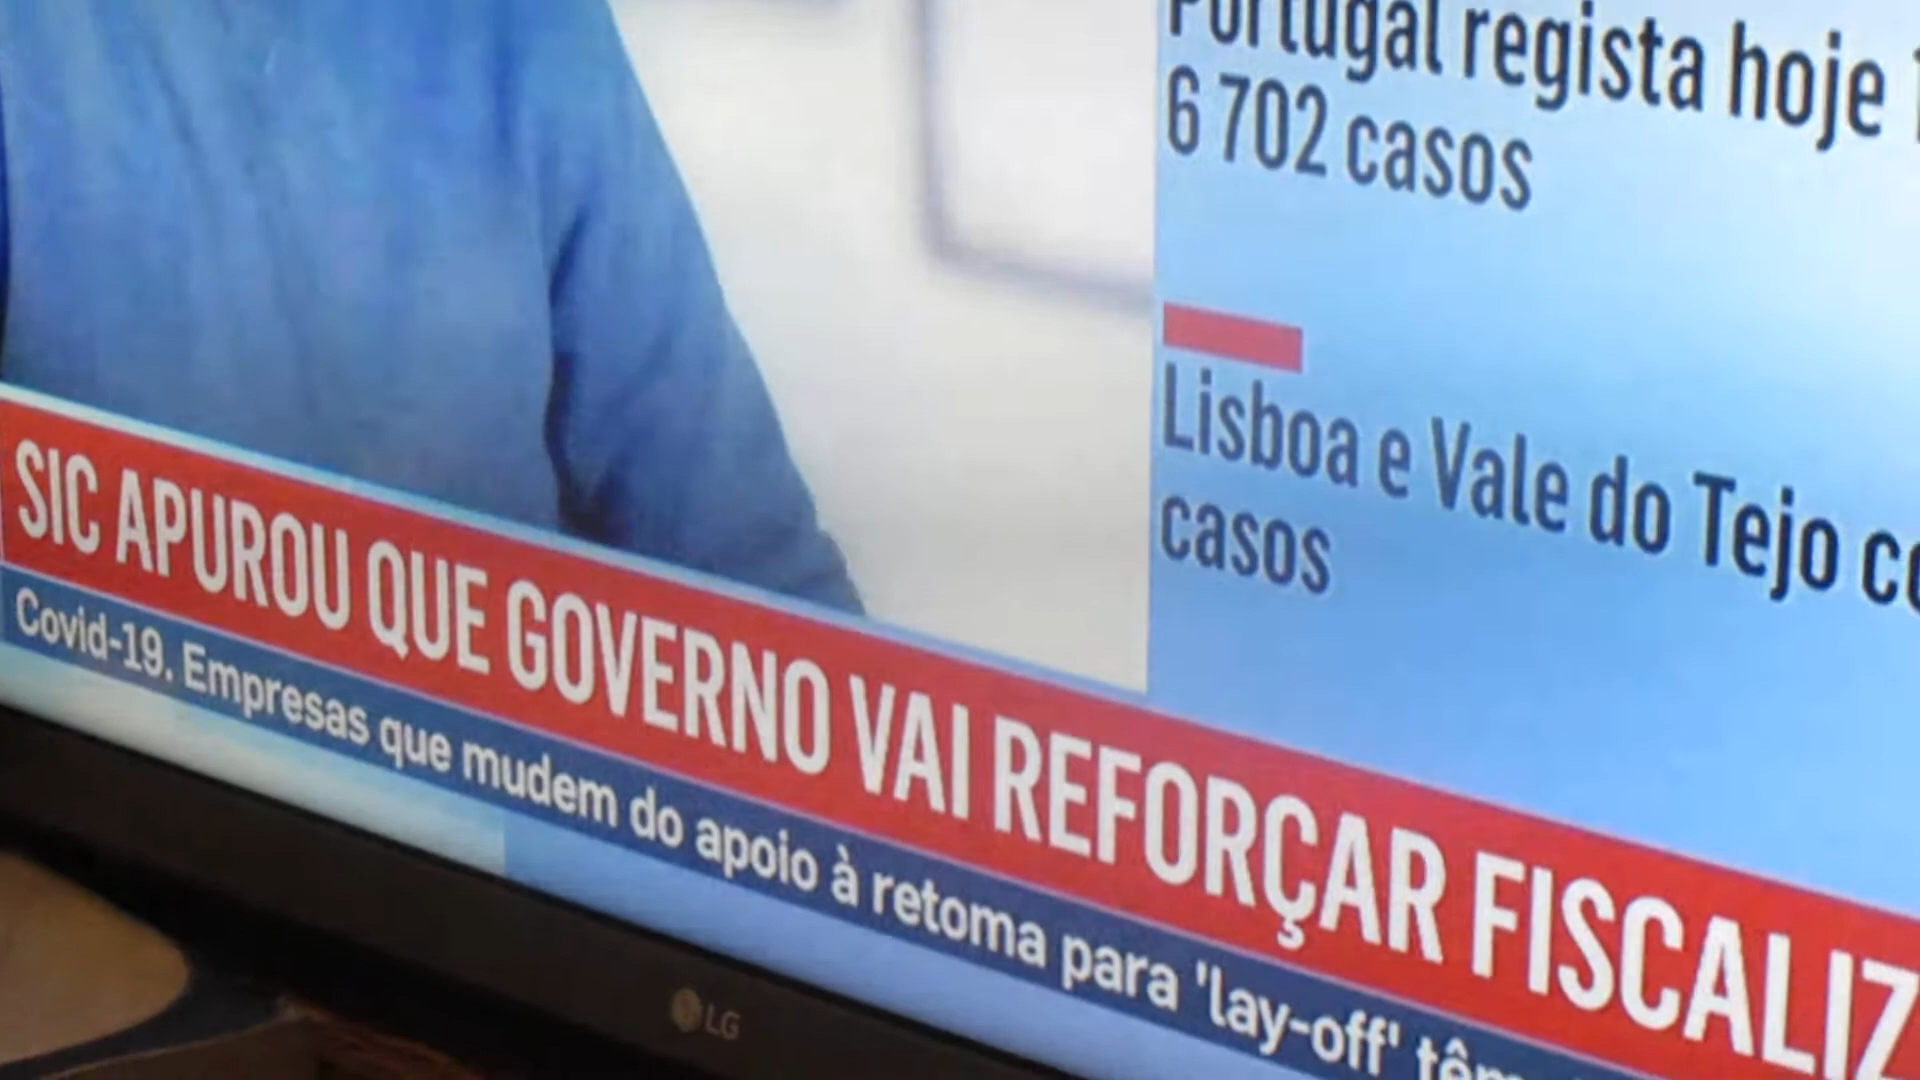 Portugal regista hoje
6 702 casos
Lisboa e Vale do Tejo
casos
SIC APUROU QUE GOVERNO VAI REFORÇAR
Covid-19. Empresas que mudem do apoio à retoma para 'lay-off'
LG